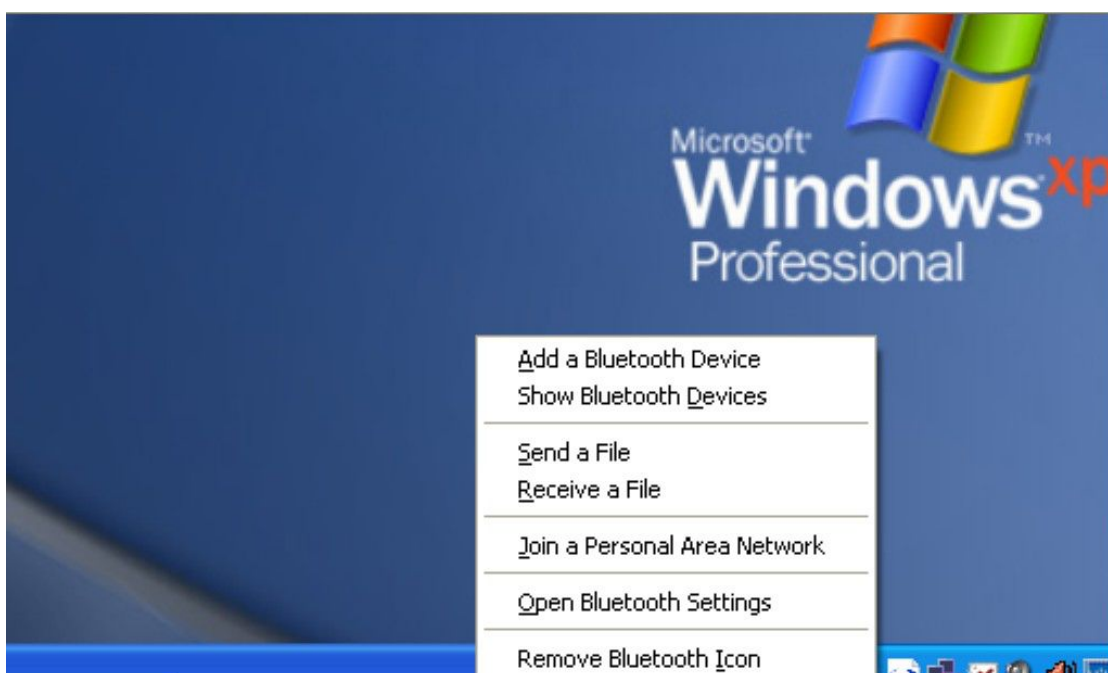 Microsoft®
Windows xp
TM
Professional
Add a Bluetooth Device
Show Bluetooth Devices
Send a File
Receive a File
Join a Personal Area Network
Open Bluetooth Settings
Remove Bluetooth Icon